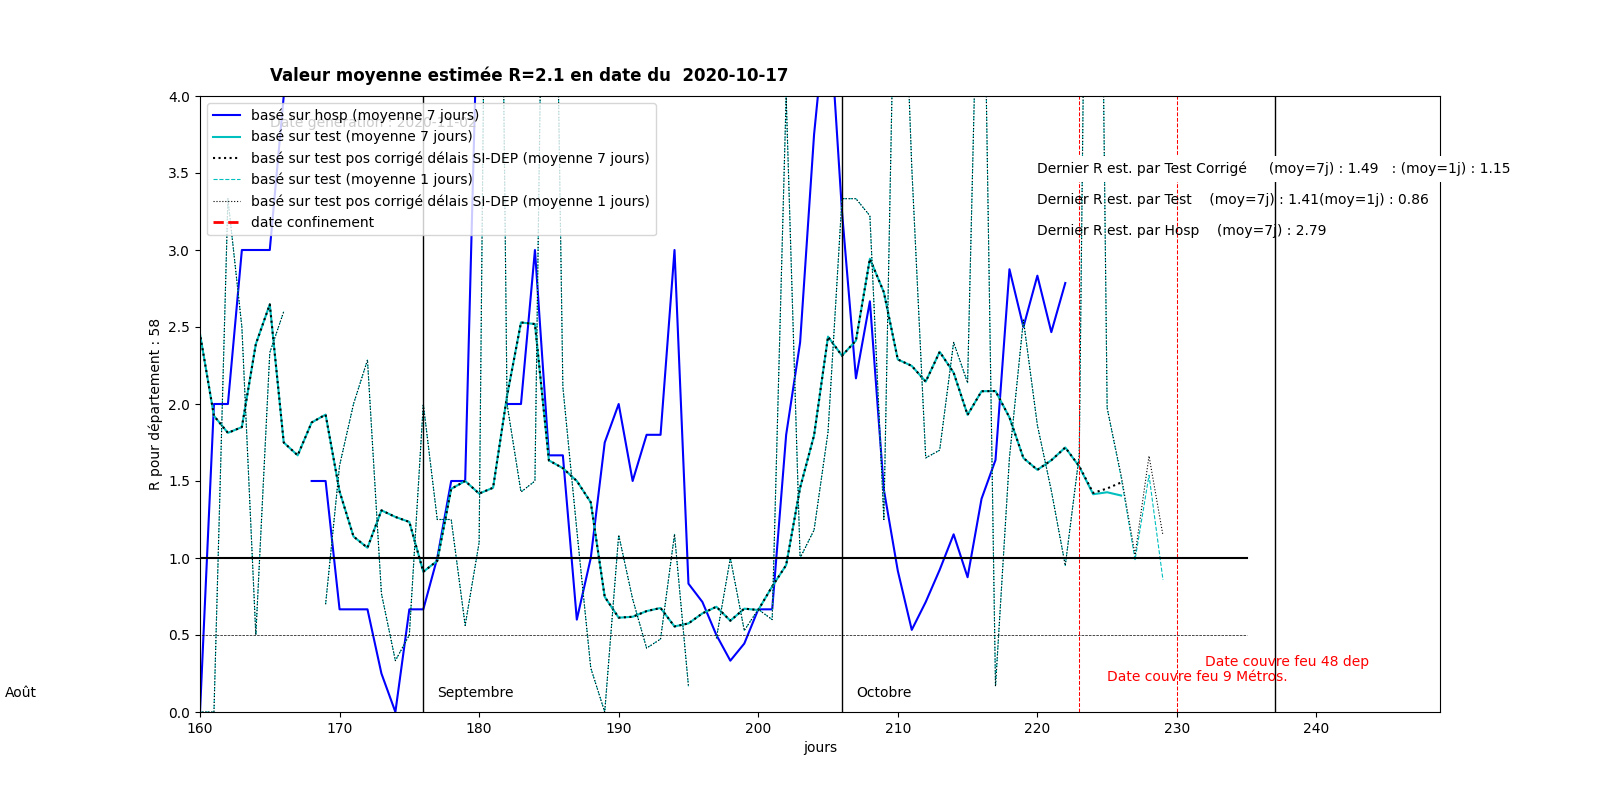 Valeur moyenne estimée R=2.1 en date du  2020-10-17
Date génération : 2020-11-02
basé sur hosp (moyenne 7 jours)
basé sur test (moyenne 7 jours)
basé sur test pos corrigé délais SI-DEP (moyenne 7 jours)
basé sur test (moyenne 1 jours)
basé sur test pos corrigé délais SI-DEP (moyenne 1 jours)
date confinement
Dernier R est. par Test Corrigé     (moy=7j) : 1.49   : (moy=1j) : 1.15
Dernier R est. par Test    (moy=7j) : 1.41(moy=1j) : 0.86
Dernier R est. par Hosp    (moy=7j) : 2.79
4.0
3.5
3.0
2.5
2.0
1.5
1.0
0.5
0.0
R pour département : 58
Date couvre feu 48 dep
Date couvre feu 9 Métros.
Août
Septembre
Octobre
160 170 180 190 200 210 220 230 240
jours